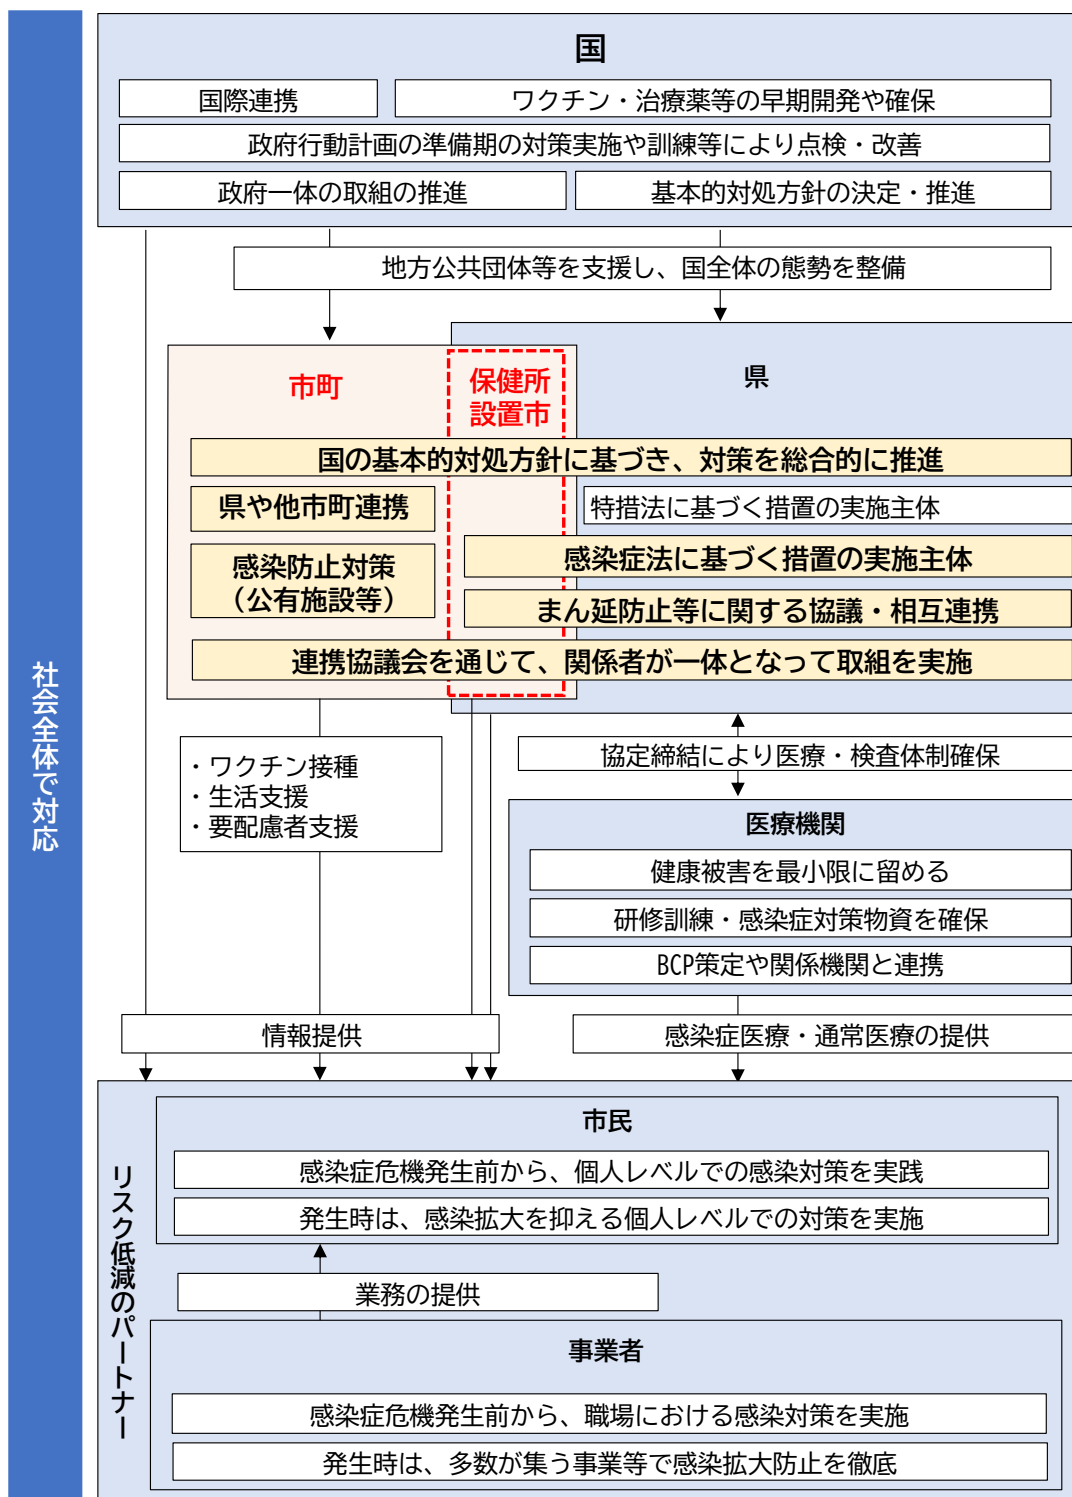 社会全体で対応
国
国際連携
ワクチン・治療薬等の早期開発や確保
政府行動計画の準備期の対策実施や訓練等により点検・改善
政府一体の取組の推進
基本的対処方針の決定・推進
地方公共団体等を支援し、国全体の態勢を整備
市町
保健所
設置市
県
国の基本的対処方針に基づき、対策を総合的に推進
県や他市町連携
特措法に基づく措置の実施主体
感染防止対策
（公有施設等）
感染症法に基づく措置の実施主体
まん延防止等に関する協議・相互連携
連携協議会を通じて、関係者が一体となって取組を実施
・ワクチン接種
・生活支援
・要配慮者支援
協定締結により医療・検査体制確保
医療機関
健康被害を最小限に留める
研修訓練・感染症対策物資を確保
BCP策定や関係機関と連携
情報提供
感染症医療・通常医療の提供
リスク低減のパートナー
市民
感染症危機発生前から、個人レベルでの感染対策を実践
発生時は、感染拡大を抑える個人レベルでの対策を実施
業務の提供
事業者
感染症危機発生前から、職場における感染対策を実施
発生時は、多数が集う事業等で感染拡大防止を徹底